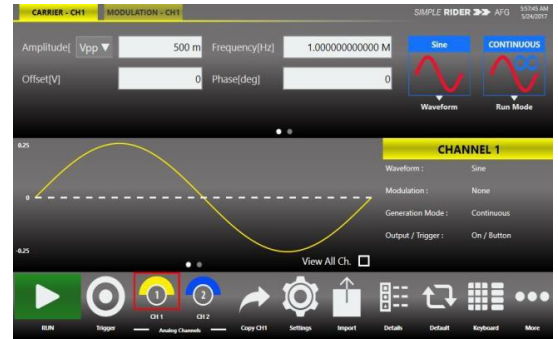 CARRIER - CH1
MODULATION - CH1
SIMPLE RIDER AFG
5:57:45 AM
5/24/2017
Amplitude[ Vpp ▼
500 m
Frequency[Hz]
1.000000000000 M
Offset[V]
0
Phase[deg]
0
Sine
Waveform
CONTINUOUS
Run Mode
0.25
0
-0.25
View All Ch.
CHANNEL 1
Waveform : Sine
Modulation : None
Generation Mode : Continuous
Output / Trigger : On / Button
1
2
RUN
Trigger
CH 1
CH 2
Analog Channels
Copy CH1
Settings
Import
Details
Default
Keyboard
More